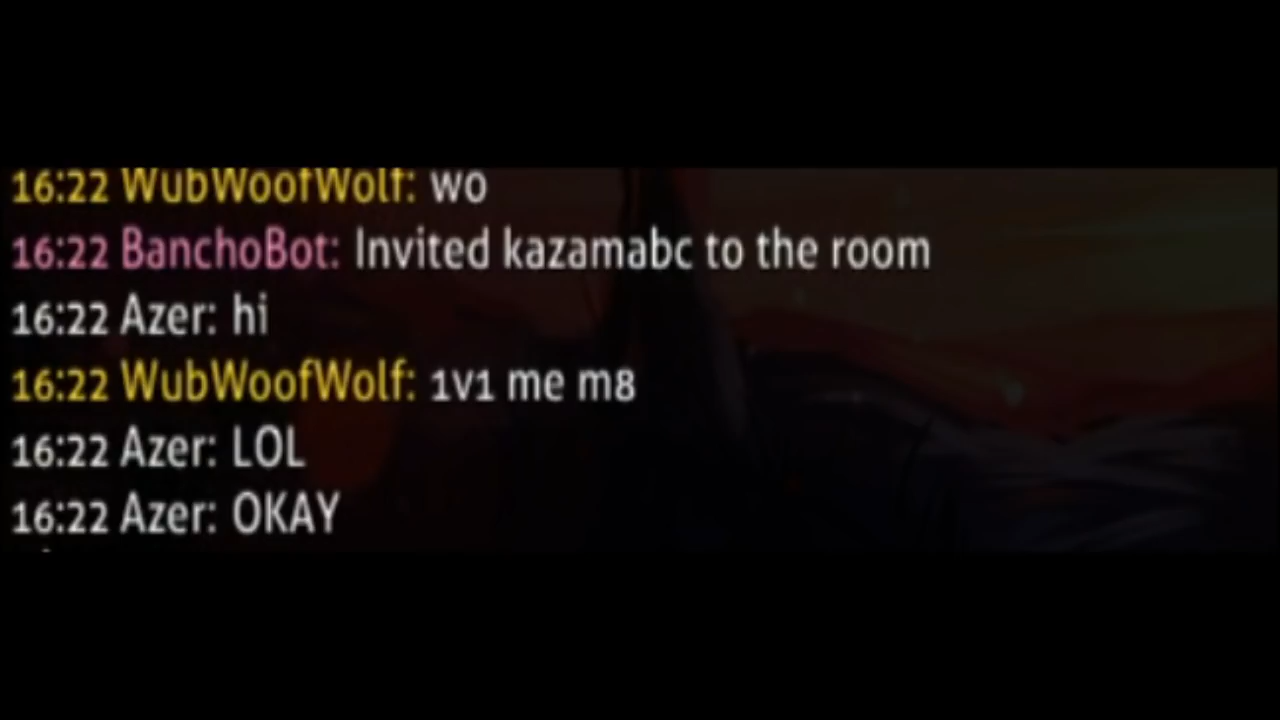 16:22 WubWoofWolf: wo
16:22 BanchoBot: Invited kazamabc to the room
16:22 Azer: hi
16:22 WubWoofWolf: 1v1 me m8
16:22 Azer: LOL
16:22 Azer: OKAY